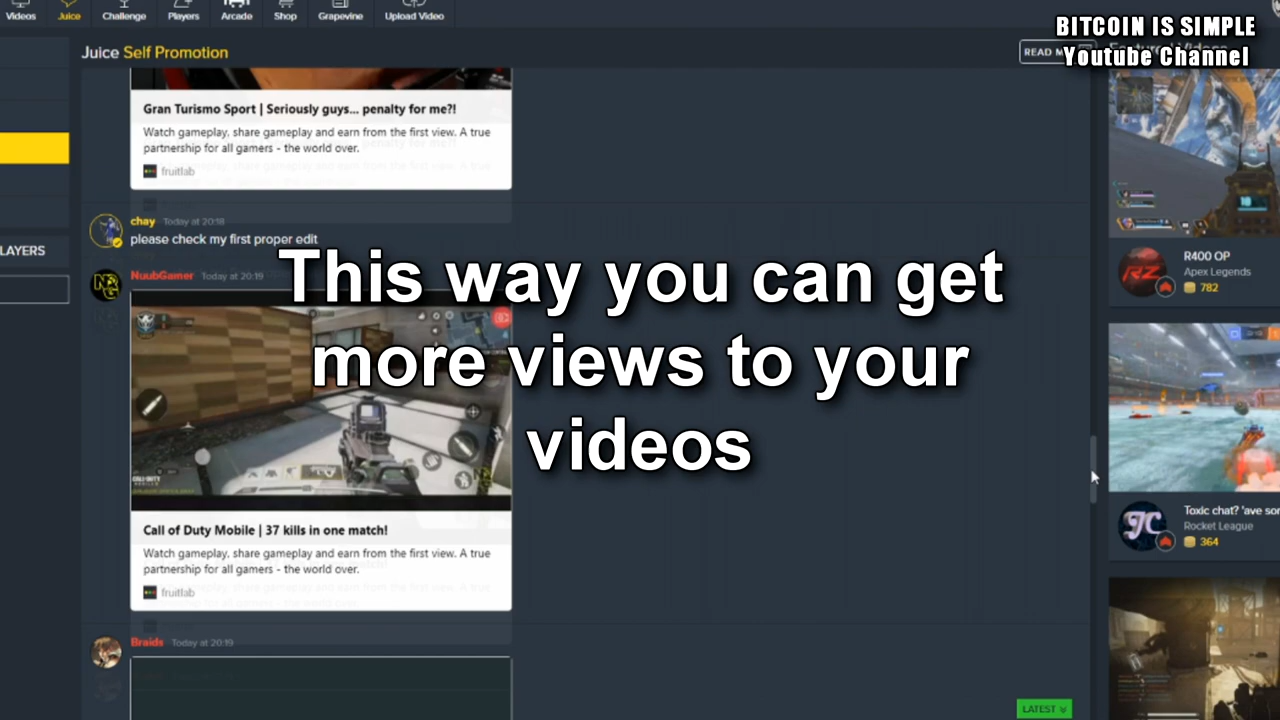 Videos
Juice
Challenge
Players
Arcade
Shop
Grapevine
Upload Video
BITCOIN IS SIMPLE
Youtube Channel
Juice Self Promotion
READ M
Gran Turismo Sport | Seriously guys... penalty for me?!
Watch gameplay, share gameplay and earn from the first view. A true
partnership for all gamers - the world over.
fruitlab
chay Today at 20:18
please check my first proper edit
LAYERS
NuubGamer Today at 20:19
R400 OP
Apex Legends
782
This way you can get
more views to your
videos
Call of Duty Mobile | 37 kills in one match!
Watch gameplay, share gameplay and earn from the first view. A true
partnership for all gamers - the world over.
fruitlab
Toxic chat? 'ave sor
Rocket League
364
Braids Today at 20:19
LATEST